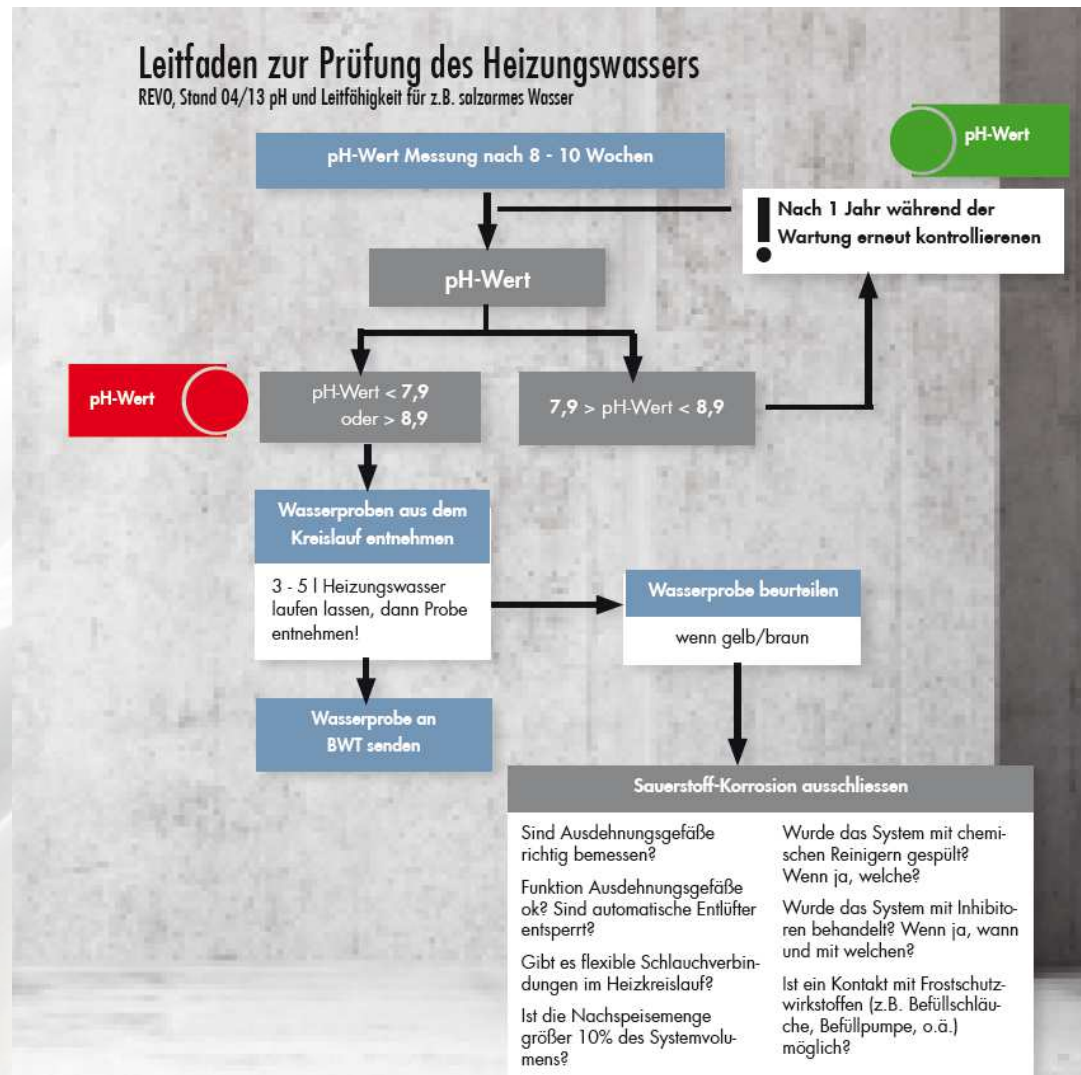 Leitfaden zur Prüfung des Heizungswassers
REVO, Stand 04/13 pH und Leitfähigkeit für z.B. salzarmes Wasser
pH-Wert Messung nach 8 - 10 Wochen
pH-Wert
Nach 1 Jahr während der
Wartung erneut kontrollierenen
pH-Wert
pH-Wert
pH-Wert < 7,9
oder > 8,9
7,9 > pH-Wert < 8,9
Wasserproben aus dem
Kreislauf entnehmen
3 - 5 l Heizungswasser
laufen lassen, dann Probe
entnehmen!
Wasserprobe beurteilen
wenn gelb/braun
Wasserprobe an
BWT senden
Sauerstoff-Korrosion ausschliessen
Sind Ausdehnungsgefäße
richtig bemessen?
Funktion Ausdehnungsgefäße
ok? Sind automatische Entlüfter
entsperrt?
Gibt es flexible Schlauchverbin-
dungen im Heizkreislauf?
Ist die Nachspeisemenge
größer 10% des Systemvolu-
mens?
Wurde das System mit chemi-
schen Reinigern gespült?
Wenn ja, welche?
Wurde das System mit Inhibito-
ren behandelt? Wenn ja, wann
und mit welchen?
Ist ein Kontakt mit Frostschutz-
wirkstoffen (z.B. Befüllschläu-
che, Befüllpumpe, o.ä.)
möglich?